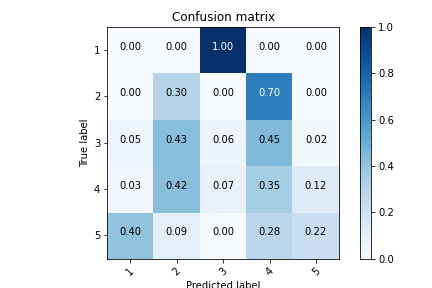 Confusion matrix
1.0
1 0.00 0.00 1.00 0.00 0.00
0.8
2 0.00 0.30 0.00 0.70 0.00
0.6
True label
3 0.05 0.43 0.06 0.45 0.02
0.4
4 0.03 0.42 0.07 0.35 0.12
0.2
5 0.40 0.09 0.00 0.28 0.22
0.0
1 2 3 4 5
Predicted label